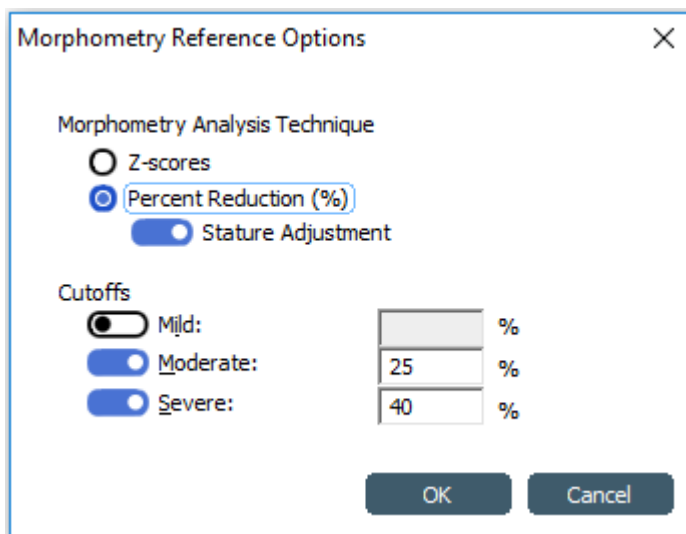 Morphometry Reference Options
Morphometry Analysis Technique
Z-scores
Percent Reduction (%)
Stature Adjustment
Cutoffs
Mild: %
Moderate: 25 %
Severe: 40 %
OK Cancel